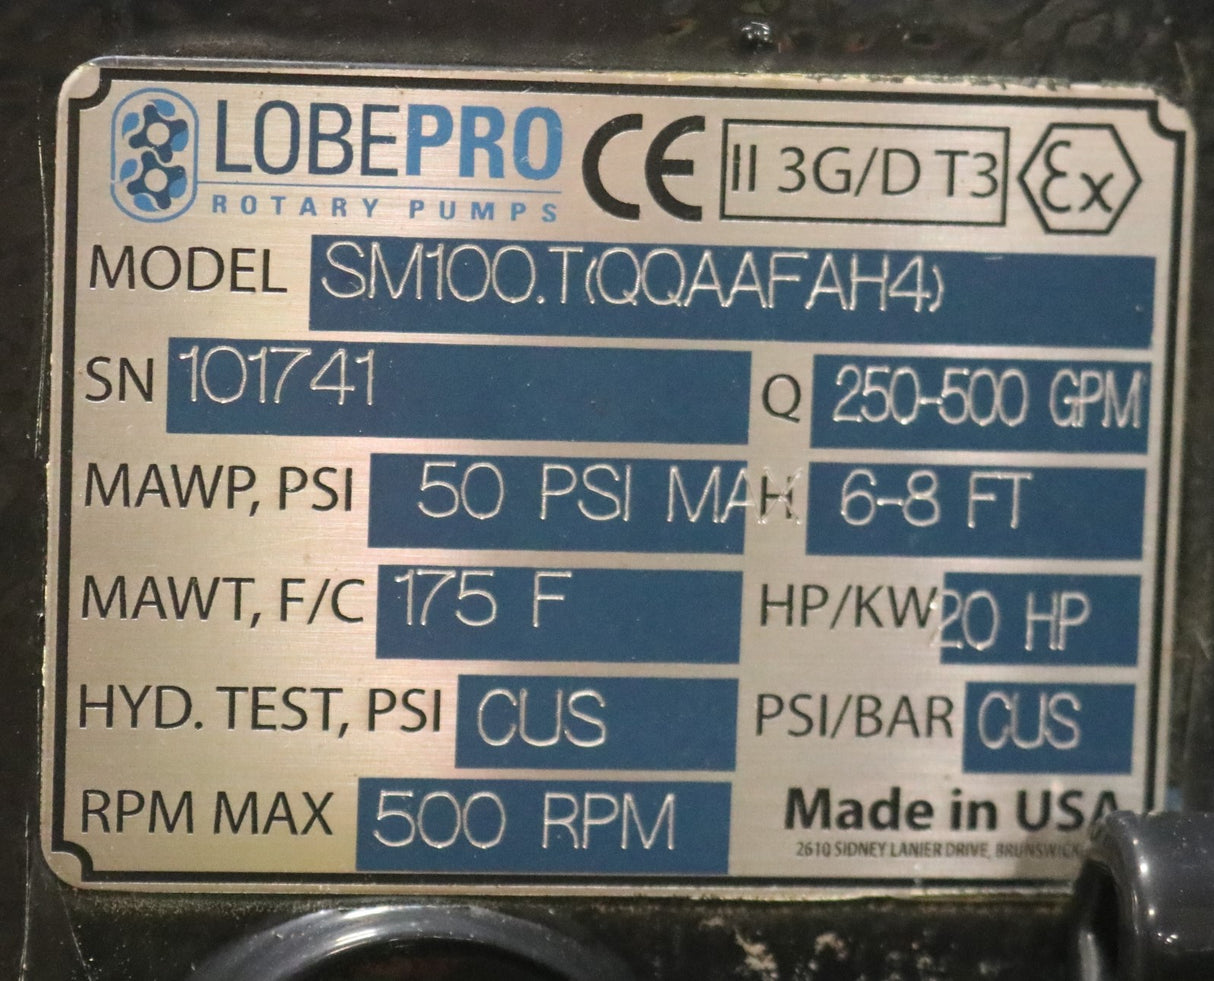 LOBEPRO
ROTARY PUMPS
CE
II 3G/D T3
Ex
MODEL SM100.T(QQAAFAH4)
SN 101741 Q 250-500 GPM
MAWP, PSI 50 PSI MAX H 6-8 FT
MAWT, F/C 175 F HP/KW 20 HP
HYD. TEST, PSI CUS PSI/BAR CUS
RPM MAX 500 RPM
Made in USA
2610 SIDNEY LANIER DRIVE, BRUNSWICK